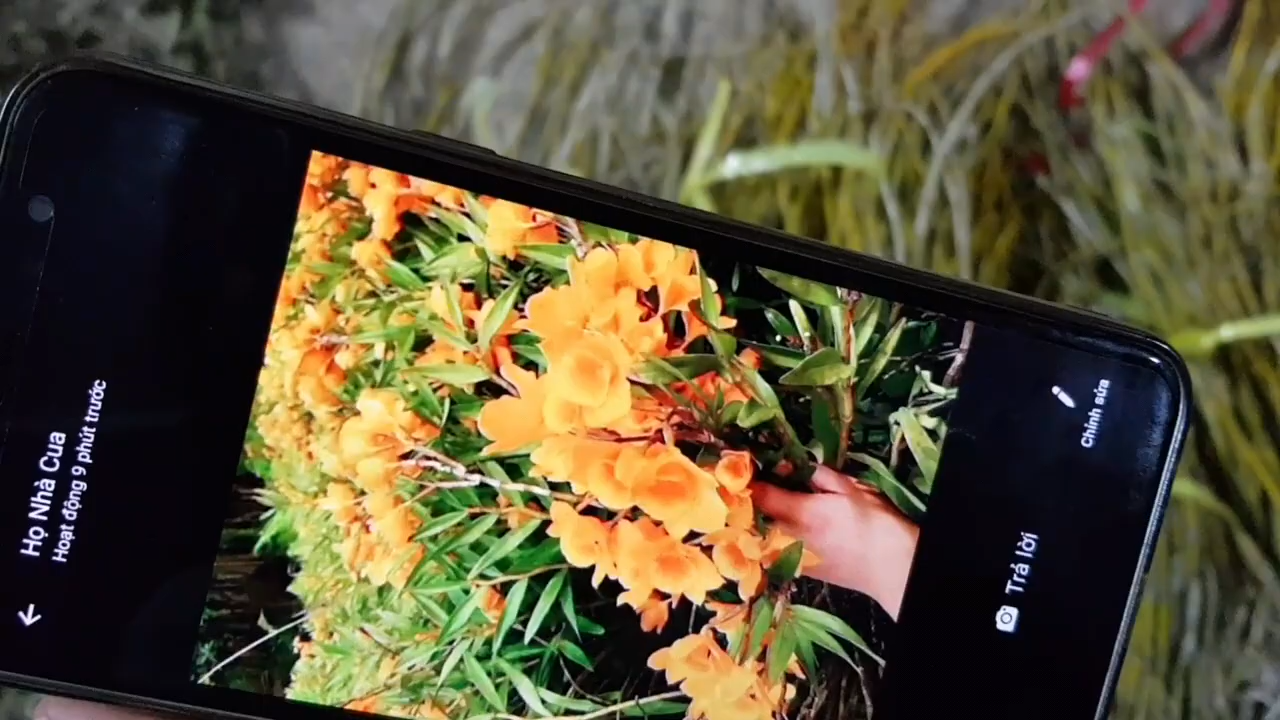 Họ Nhà Cua
Hoạt động 9 phút trước
Trả lời
Chỉnh sửa